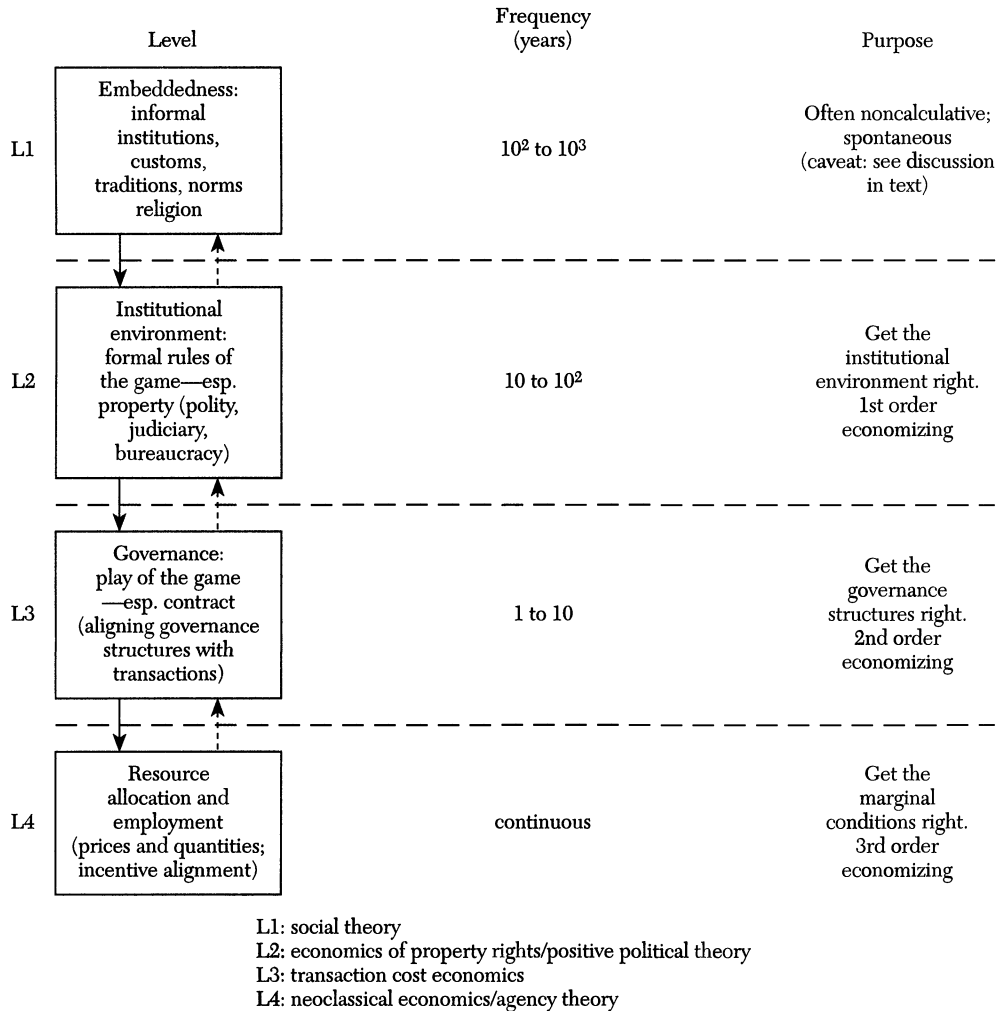 Level
Frequency
(years)
Purpose
L1
Embeddedness:
informal
institutions,
customs,
traditions, norms
religion
10² to 10³
Often noncalculative;
spontaneous
(caveat: see discussion
in text)
L2
Institutional
environment:
formal rules of
the game—esp.
property (polity,
judiciary,
bureaucracy)
10 to 10²
Get the
institutional
environment right.
1st order
economizing
L3
Governance:
play of the game
—esp. contract
(aligning governance
structures with
transactions)
1 to 10
Get the
governance
structures right.
2nd order
economizing
L4
Resource
allocation and
employment
(prices and quantities;
incentive alignment)
continuous
Get the
marginal
conditions right.
3rd order
economizing
L1: social theory
L2: economics of property rights/positive political theory
L3: transaction cost economics
L4: neoclassical economics/agency theory